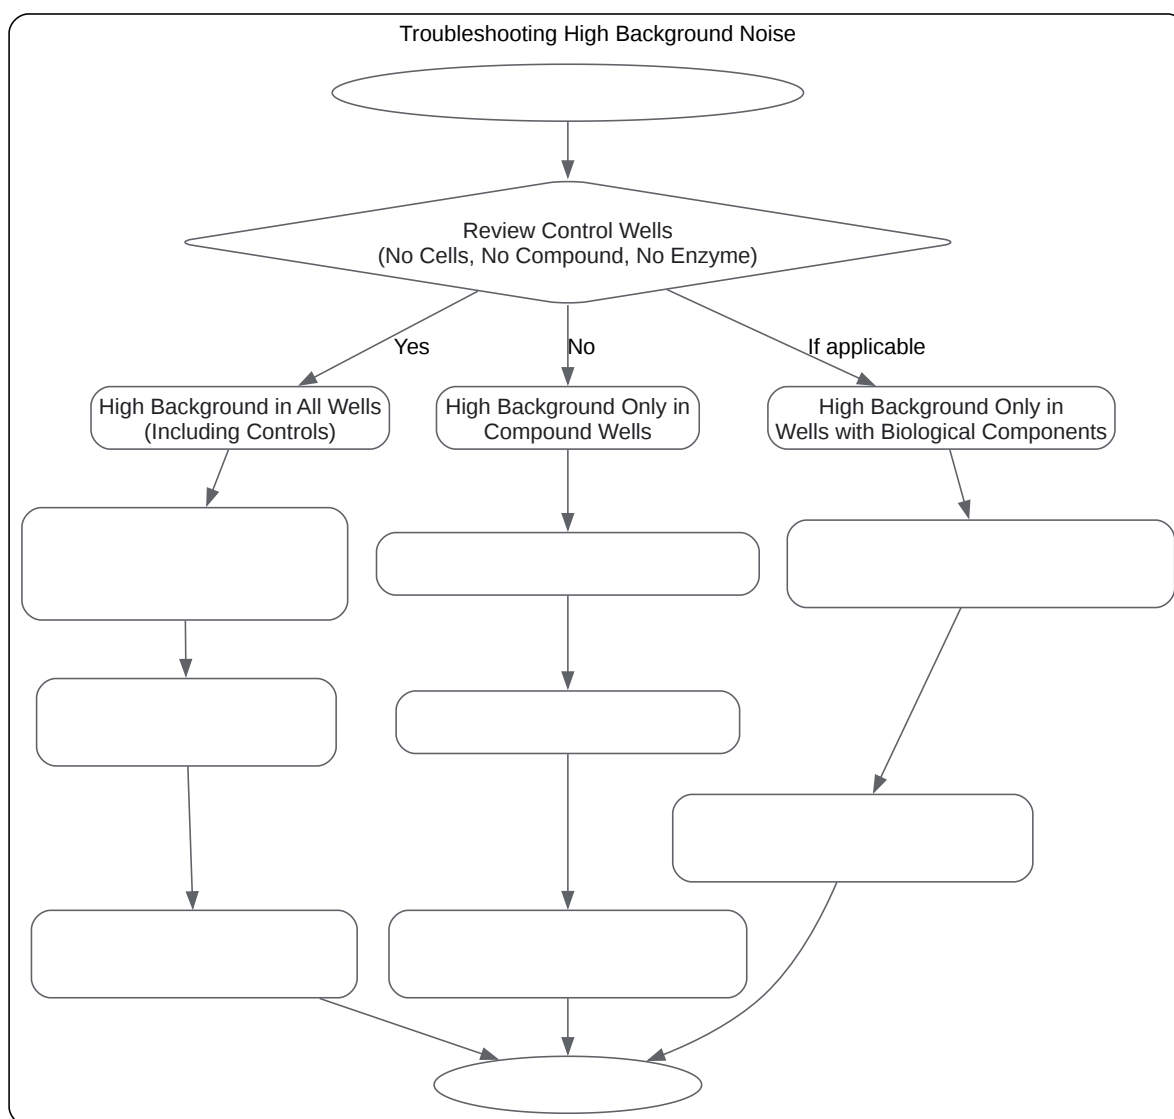 Troubleshooting High Background Noise
Review Control Wells
(No Cells, No Compound, No Enzyme)
Yes
No
If applicable
High Background in All Wells
(Including Controls)
High Background Only in
Compound Wells
High Background Only in
Wells with Biological Components